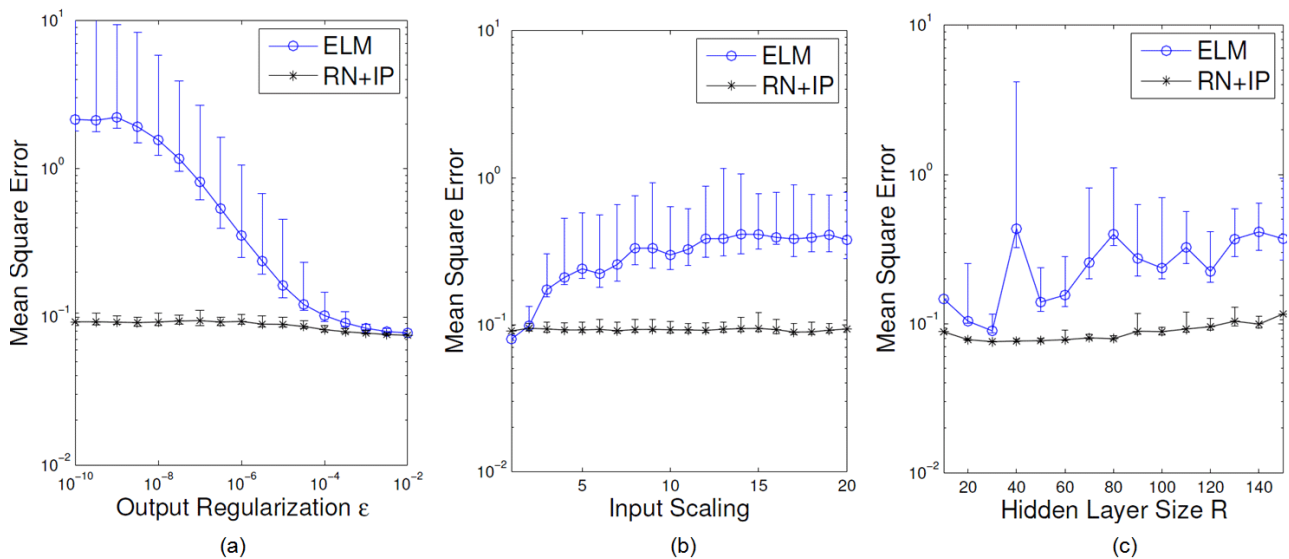 10^1
10^0
10^-1
10^-2
Mean Square Error
ELM
RN+IP
10^-10
10^-8
10^-6
10^-4
10^-2
Output Regularization ε
(a)
10^1
10^0
10^-1
10^-2
Mean Square Error
ELM
RN+IP
5
10
15
20
Input Scaling
(b)
10^1
10^0
10^-1
10^-2
Mean Square Error
ELM
RN+IP
20
40
60
80
100
120
140
Hidden Layer Size R
(c)